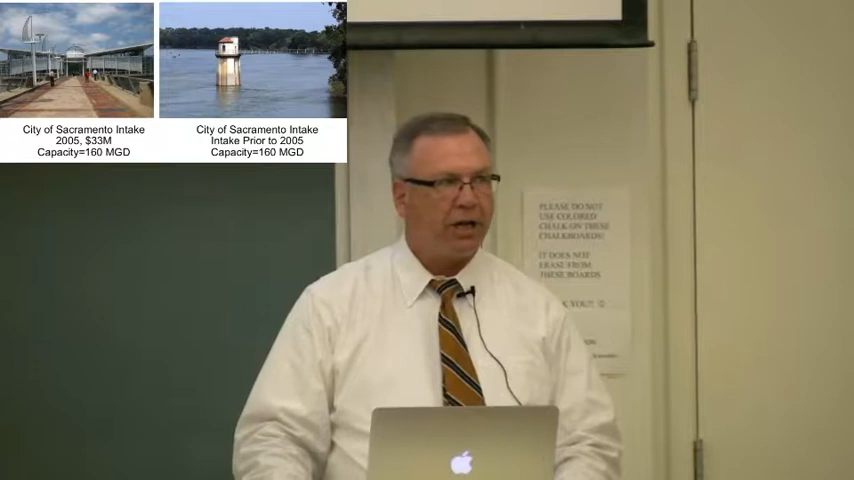 City of Sacramento Intake
2005, $33M
Capacity=160 MGD
City of Sacramento Intake
Intake Prior to 2005
Capacity=160 MGD
PLEASE DO NOT
USE COLORED
CHALK ON THESE
CHALKBOARDS!
IT DOES NOT
ERASE FROM
THESE BOARDS
K YOU!! ☺